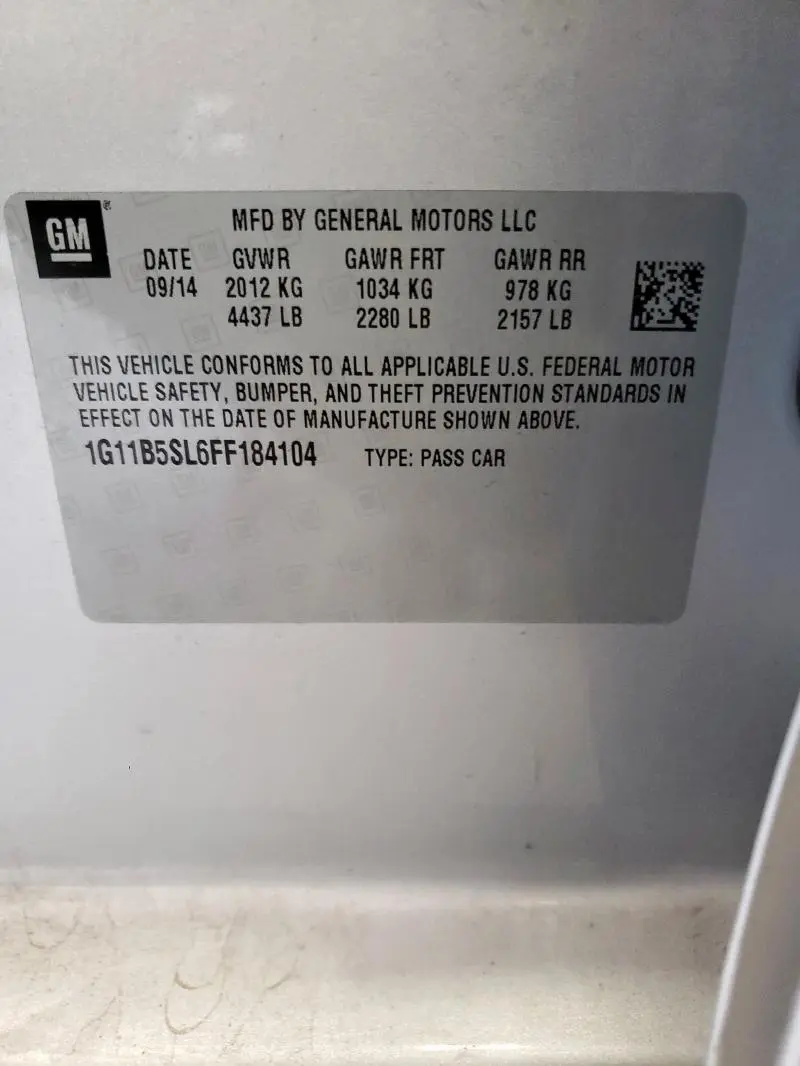 GM ®
MFD BY GENERAL MOTORS LLC
DATE GVWR GAWR FRT GAWR RR
09/14 2012 KG 1034 KG 978 KG
4437 LB 2280 LB 2157 LB
THIS VEHICLE CONFORMS TO ALL APPLICABLE U.S. FEDERAL MOTOR
VEHICLE SAFETY, BUMPER, AND THEFT PREVENTION STANDARDS IN
EFFECT ON THE DATE OF MANUFACTURE SHOWN ABOVE.
1G11B5SL6FF184104 TYPE: PASS CAR